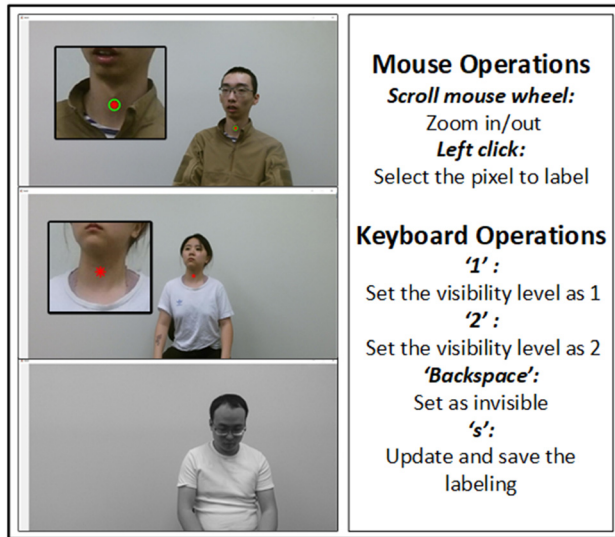 Mouse Operations
Scroll mouse wheel:
Zoom in/out
Left click:
Select the pixel to label
Keyboard Operations
‘1’ :
Set the visibility level as 1
‘2’ :
Set the visibility level as 2
‘Backspace’:
Set as invisible
‘s’:
Update and save the
labeling